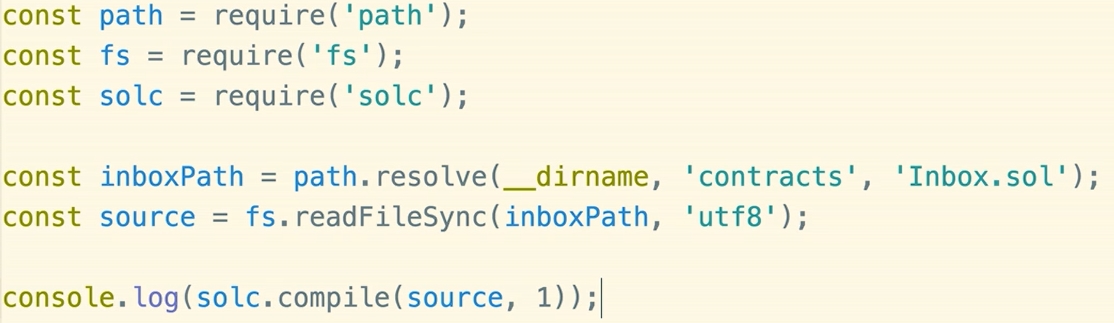 const path = require('path');
const fs = require('fs');
const solc = require('solc');
const inboxPath = path.resolve(__dirname, 'contracts', 'Inbox.sol');
const source = fs.readFileSync(inboxPath, 'utf8');
console.log(solc.compile(source, 1));